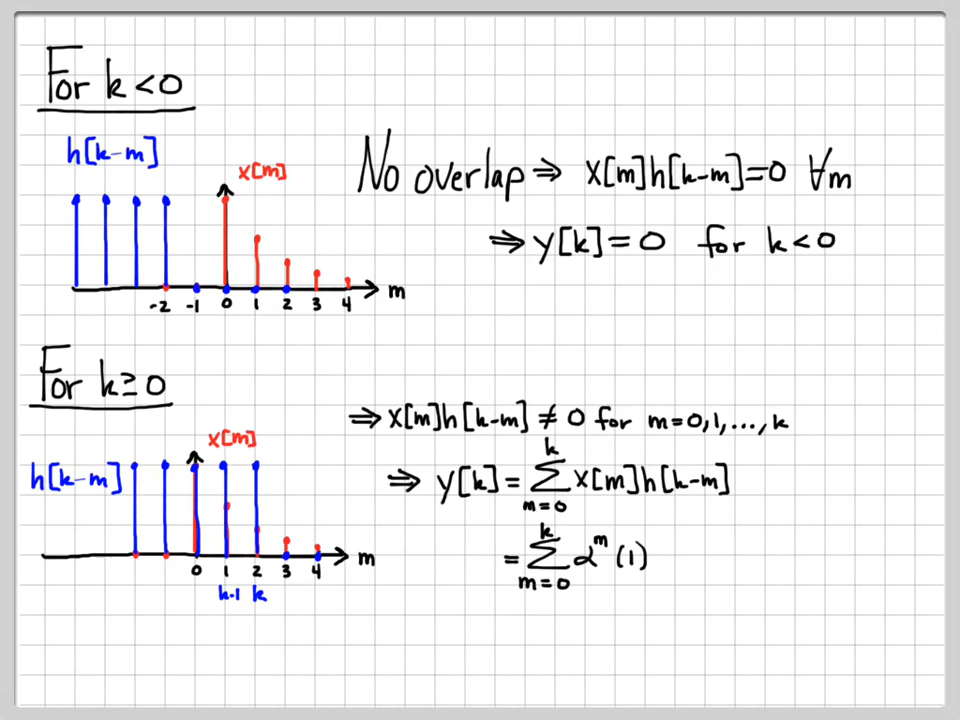 For k < 0
h[k-m]
x[m]
No overlap ⇒ x[m]h[k-m]=0 ∀m
⇒ y[k] = 0 for k < 0
-2 -1 0 1 2 3 4 m
For k ≥ 0
⇒ x[m]h[k-m] ≠ 0 for m=0,1,...,k
x[m]
h[k-m]
⇒ y[k] = ∑_{m=0}^{k} x[m]h[k-m]
= ∑_{m=0}^{k} α^m (1)
0 1 2 3 4 m
k-1 k